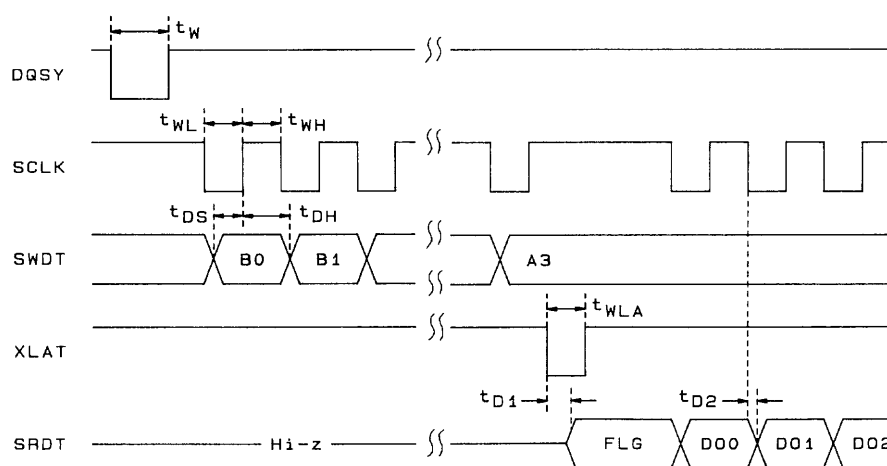 tW
DQSY
tWL tWH
SCLK
tDS tDH
SWDT B0 B1 A3
tWLA
XLAT
tD1 tD2
SRDT Hi-z FLG D00 D01 D02